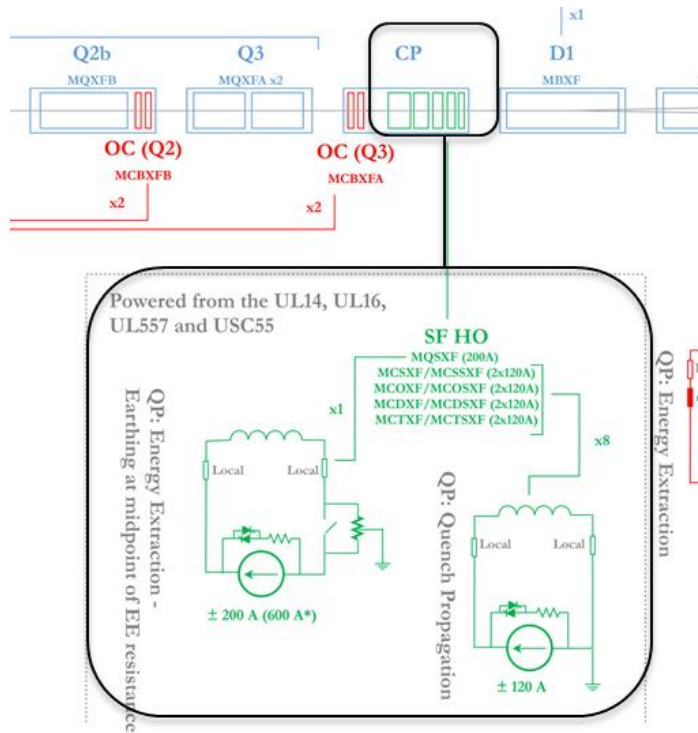 x1
Q2b
Q3
CP
D1
MQXFB
MQXFA x2
MBXF
OC (Q2)
OC (Q3)
MCBXFB
MCBXFA
x2
x2
Powered from the UL14, UL16,
UL557 and USC55
SF HO
MQSXF (200A)
MCSXF/MCSSXF (2x120A)
MCOXF/MCOSXF (2x120A)
MCDXF/MCDSXF (2x120A)
MCTXF/MCTSXF (2x120A)
x1
x8
QP: Energy Extraction -
Earthing at midpoint of EE resistance
Local
Local
± 200 A (600 A*)
QP: Quench Propagation
Local
Local
± 120 A
QP: Energy Extraction